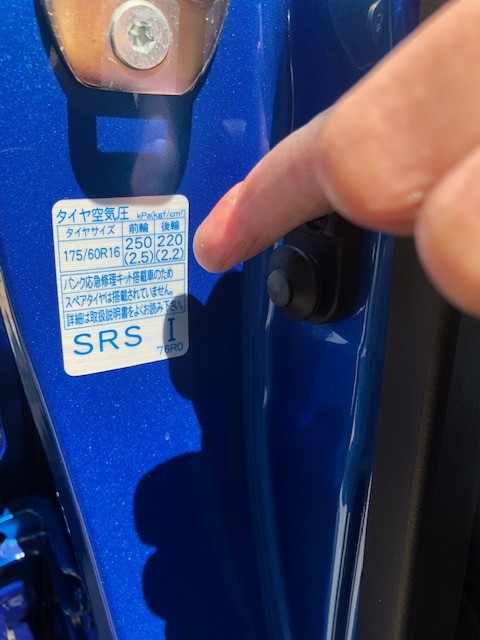 タイヤ空気圧 kPa(kgf/cm²)
タイヤサイズ 前輪 後輪
175/60R16 250 220
(2.5) (2.2)
パンク応急修理キット搭載車のため
スペアタイヤは搭載されていません。
詳細は取扱説明書をよくお読み下さい
SRS I
76R0